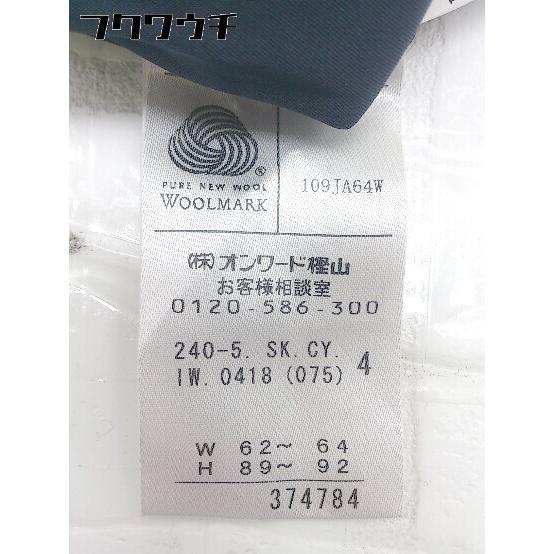 フクワウチ
PURE NEW WOOL
WOOLMARK
®
109JA64W
(株)オンワード樫山
お客様相談室
0120-586-300
240-5. SK. CY. 4
IW. 0418 (075)
W 62～ 64
H 89～ 92
374784